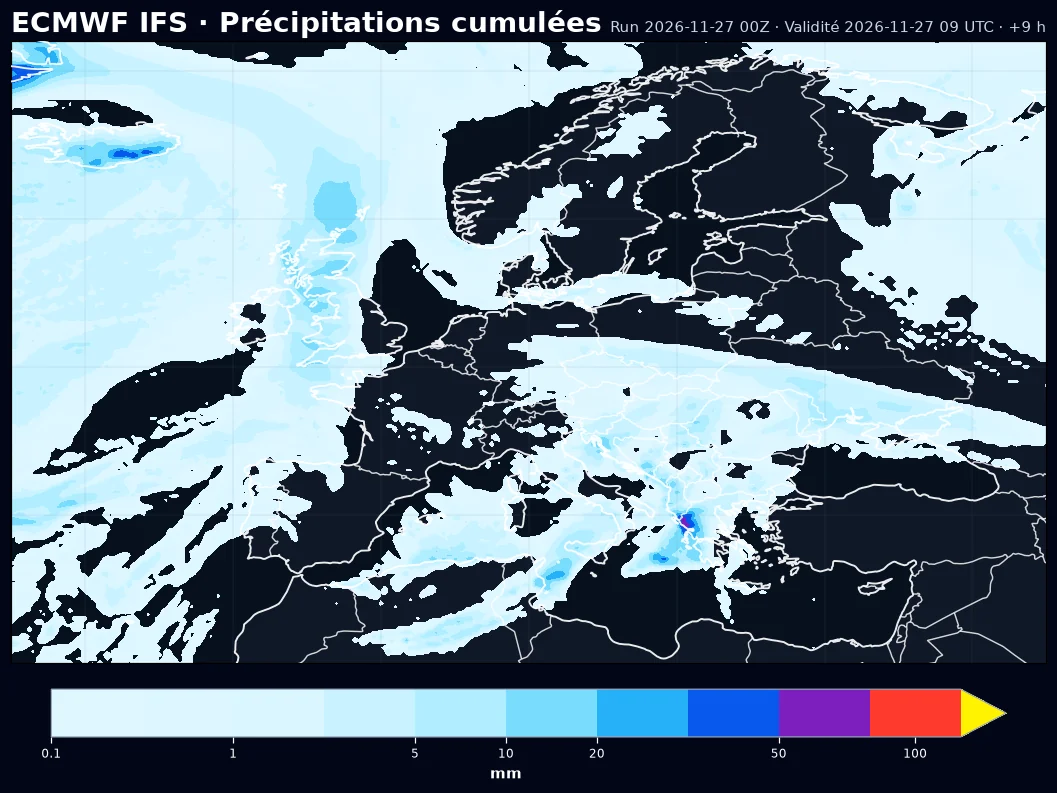 ECMWF IFS · Précipitations cumulées Run 2026-11-27 00Z · Validité 2026-11-27 09 UTC · +9 h
0.1 1 5 10 20 50 100
mm